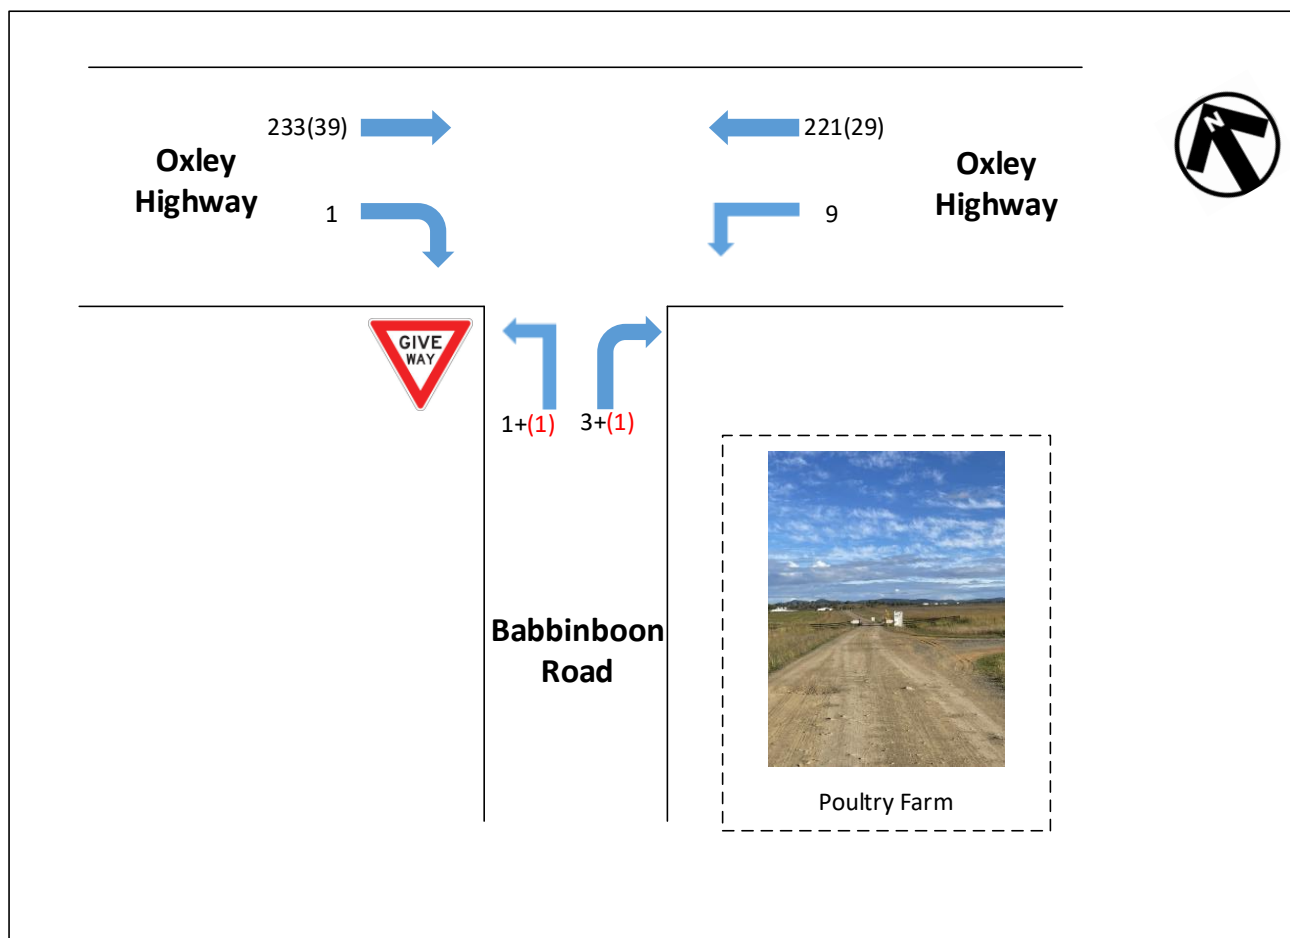 233(39)
221(29)
N
Oxley
Highway
Oxley
Highway
1
9
GIVE
WAY
1+(1)
3+(1)
Babbinboon
Road
Poultry Farm